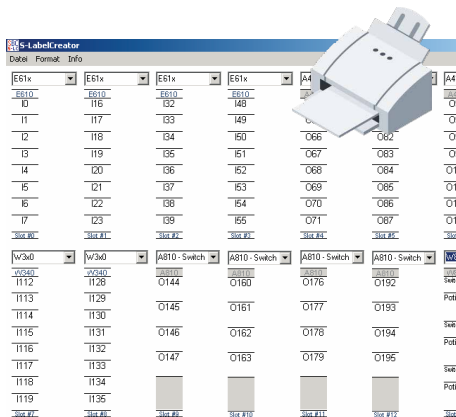 S-LabelCreator
Datei Format Info
E61x E61x E61x E61x A4 A4
E610 E610 E610 E610
I0 I16 I32 I48
I1 I17 I33 I49
I2 I18 I34 I50 O66 O82
I3 I19 I35 I51 O67 O83
I4 I20 I36 I52 O68 O84
I5 I21 I37 I53 O69 O85
I6 I22 I38 I54 O70 O86
I7 I23 I39 I55 O71 O87
Slot #0 Slot #1 Slot #2 Slot #3 Slot #4 Slot #5 Slot
W3x0 W3x0 A810 - Switch A810 - Switch A810 - Switch A810 - Switch
W340 W340 A810 A810 A810 A810
I112 I128 O144 O160 O176 O192
I113 I129 O145 O161 O177 O193 Poti
I114 I130
I115 I131 O146 O162 O178 O194
I116 I132 Poti
I117 I133 O147 O163 O179 O195
I118 I134 Poti
I119 I135
Slot #7 Slot #8 Slot #9 Slot #10 Slot #11 Slot #12 Slot